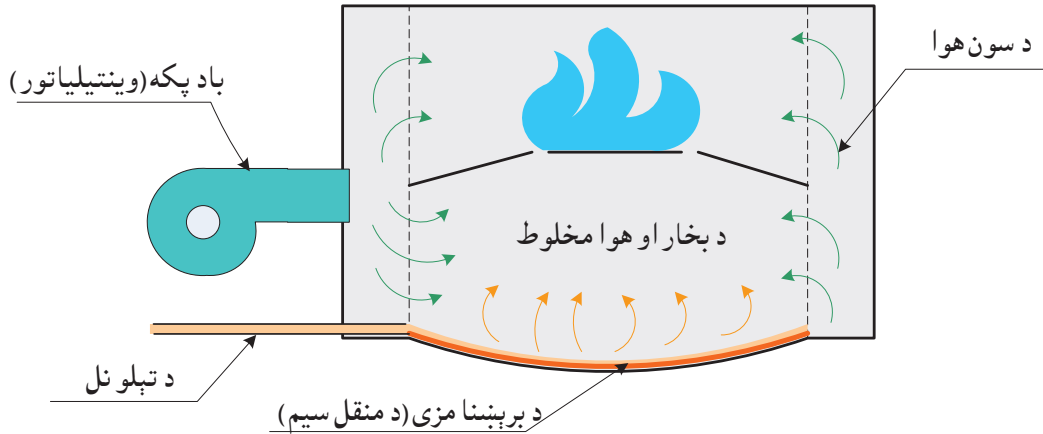 د سون هوا
باد پکه (وینتیلیاتور)
د بخار او هوا مخلوط
د تېلو نل
د برېښنا مزی (د منقل سیم)